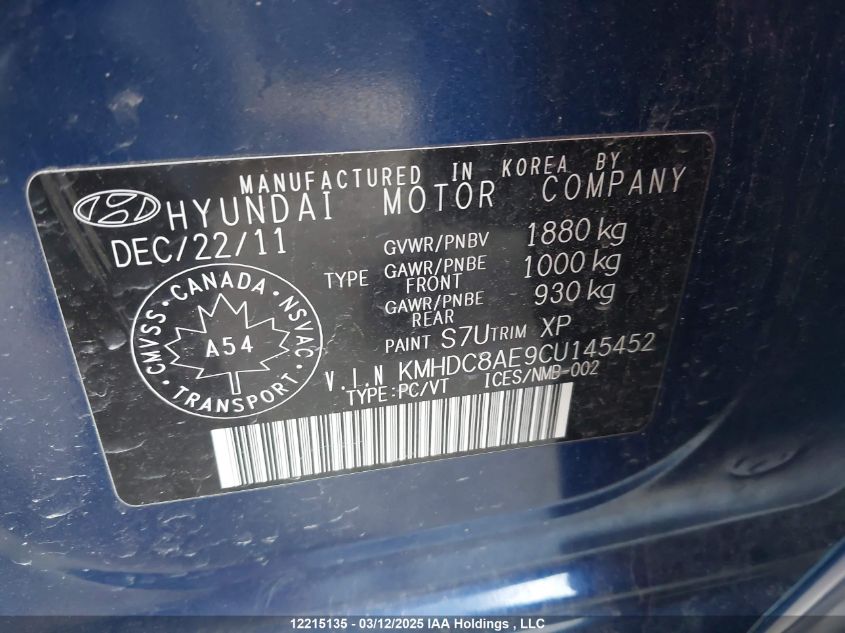 MANUFACTURED IN KOREA BY
HYUNDAI MOTOR COMPANY
DEC/22/11
GVWR/PNBV 1880 kg
TYPE GAWR/PNBE FRONT 1000 kg
GAWR/PNBE REAR 930 kg
PAINT S7U TRIM XP
V.I.N KMHDC8AE9CU145452
TYPE:PC/VT ICES/NMB-002
CANADA
CMVSS NSVAC
A54
TRANSPORT
12215135 - 03/12/2025 IAA Holdings , LLC